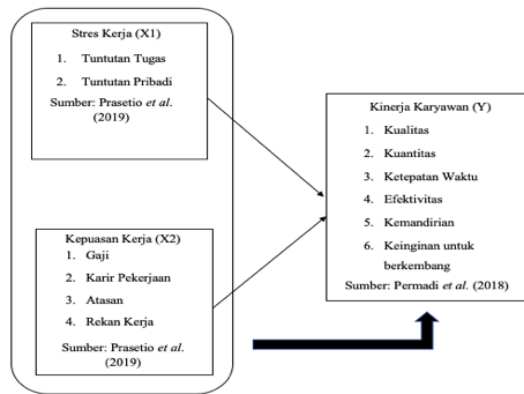 Stres Kerja (X1)
1. Tuntutan Tugas
2. Tuntutan Pribadi
Sumber: Prasetio et al.
(2019)
Kepuasan Kerja (X2)
1. Gaji
2. Karir Pekerjaan
3. Atasan
4. Rekan Kerja
Sumber: Prasetio et al.
(2019)
Kinerja Karyawan (Y)
1. Kualitas
2. Kuantitas
3. Ketepatan Waktu
4. Efektivitas
5. Kemandirian
6. Keinginan untuk
berkembang
Sumber: Permadi et al. (2018)